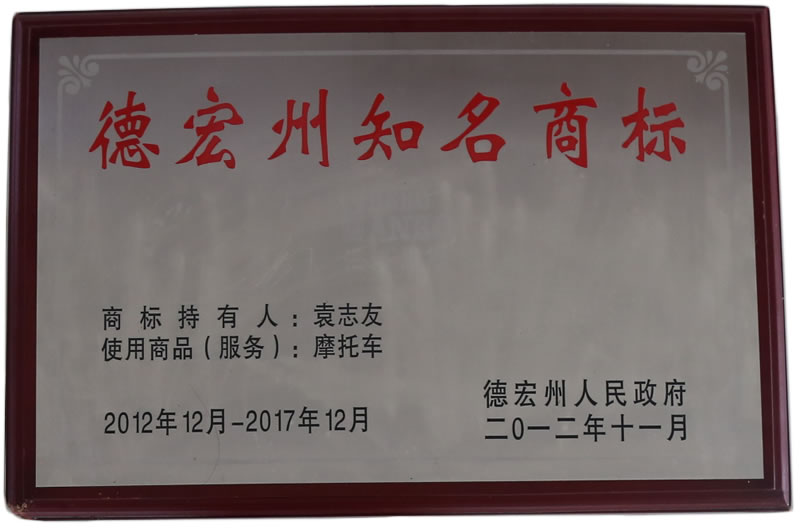 德宏州知名商标
商标持有人：袁志友
使用商品（服务）：摩托车
2012年12月-2017年12月
德宏州人民政府
二0一二年十一月